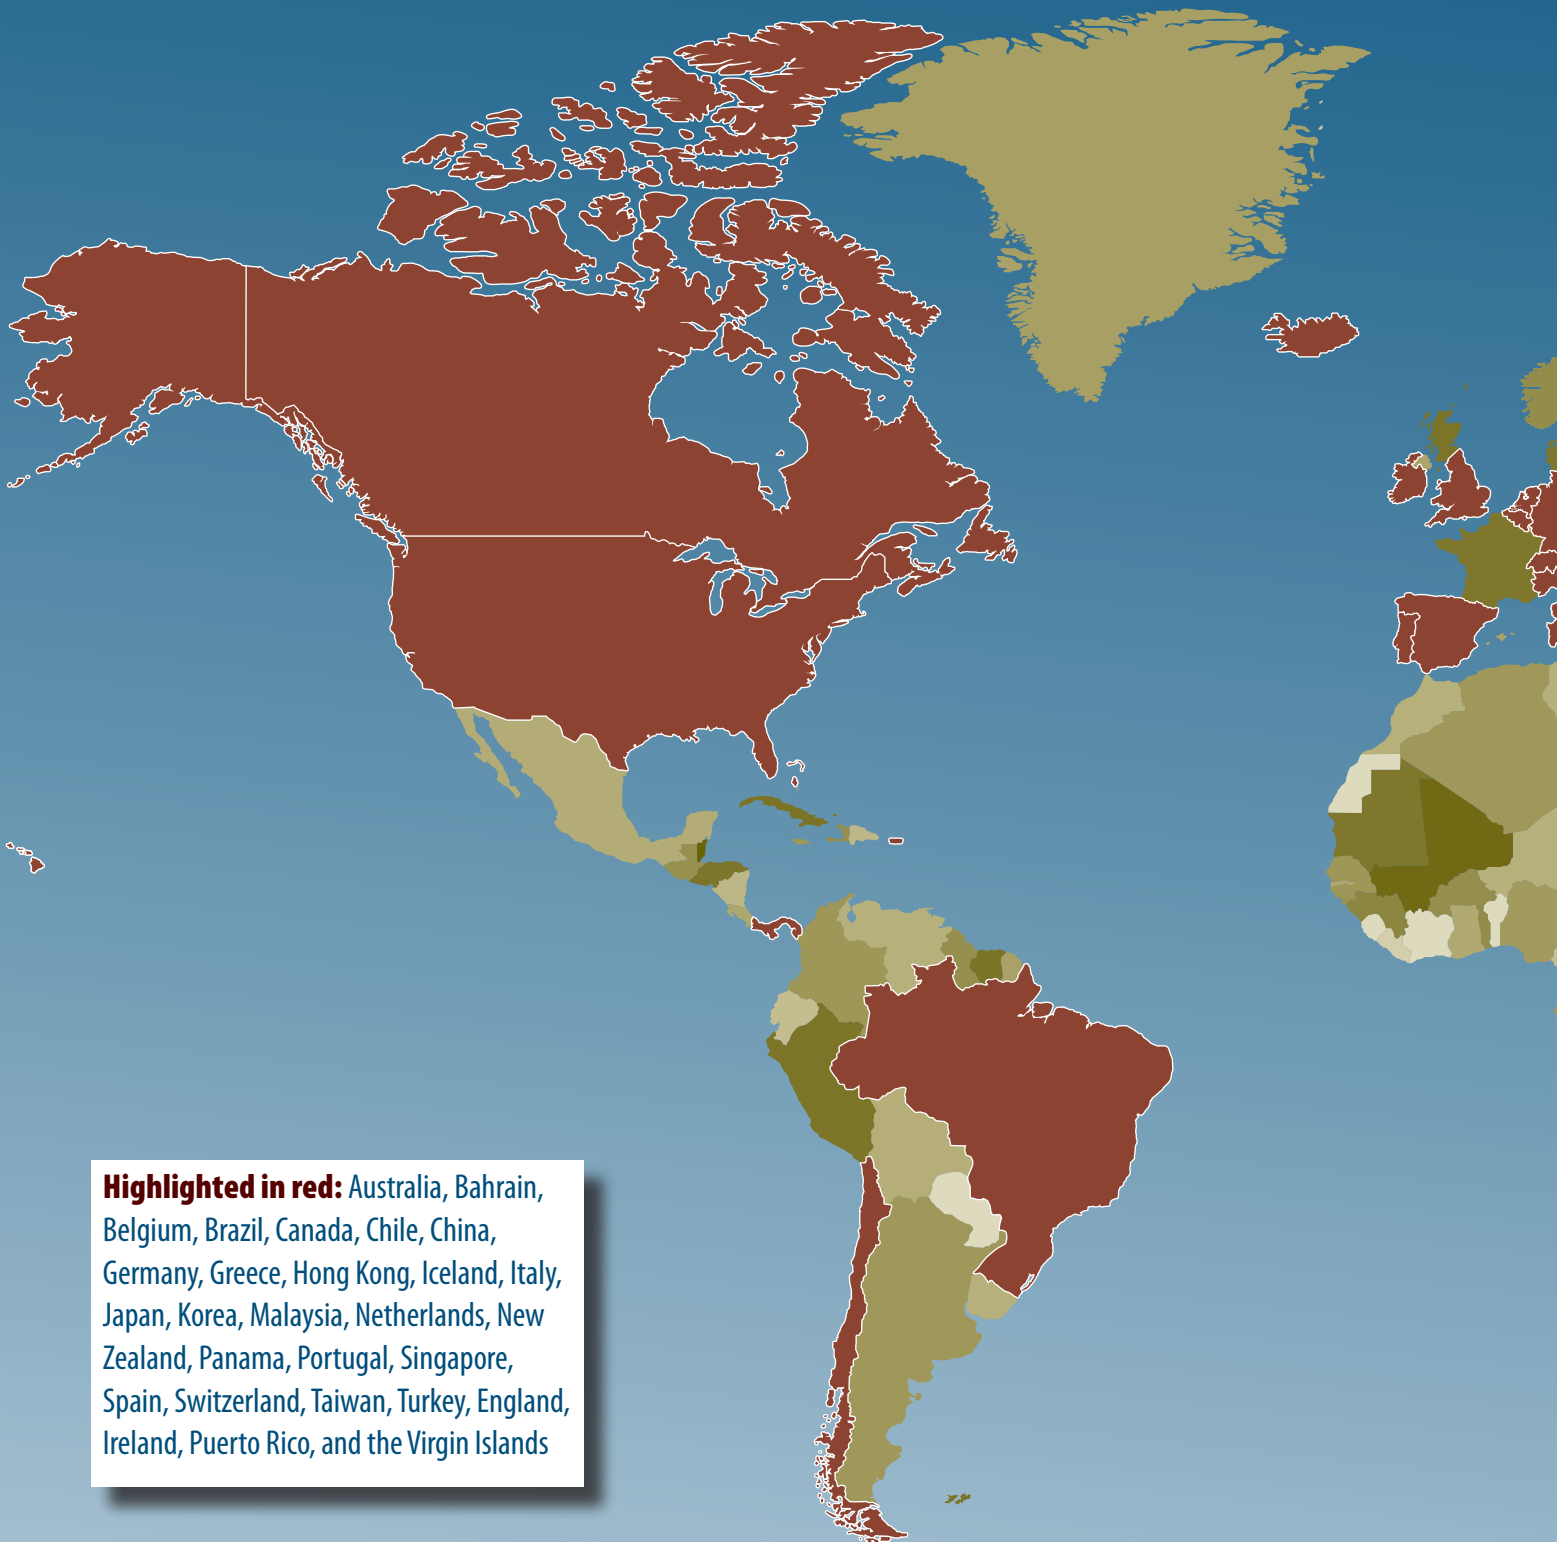 Highlighted in red: Australia, Bahrain,
Belgium, Brazil, Canada, Chile, China,
Germany, Greece, Hong Kong, Iceland, Italy,
Japan, Korea, Malaysia, Netherlands, New
Zealand, Panama, Portugal, Singapore,
Spain, Switzerland, Taiwan, Turkey, England,
Ireland, Puerto Rico, and the Virgin Islands